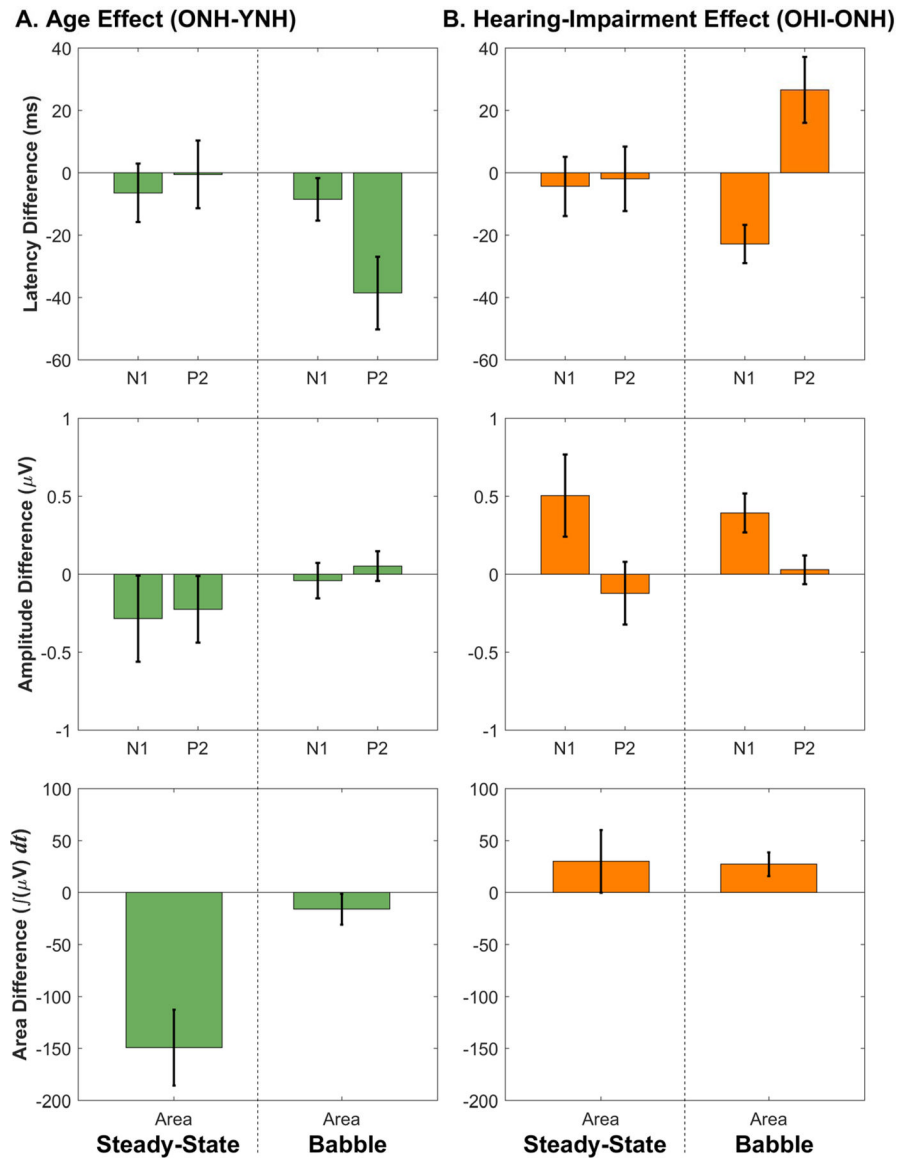 A. Age Effect (ONH-YNH)
B. Hearing-Impairment Effect (OHI-ONH)
Latency Difference (ms)
40
20
0
-20
-40
-60
N1 P2 N1 P2
40
20
0
-20
-40
-60
N1 P2 N1 P2
Amplitude Difference (μV)
1
0.5
0
-0.5
-1
N1 P2 N1 P2
1
0.5
0
-0.5
-1
N1 P2 N1 P2
Area Difference (∫(μV) dt)
100
50
0
-50
-100
-150
-200
Area Area
Steady-State Babble
100
50
0
-50
-100
-150
-200
Area Area
Steady-State Babble